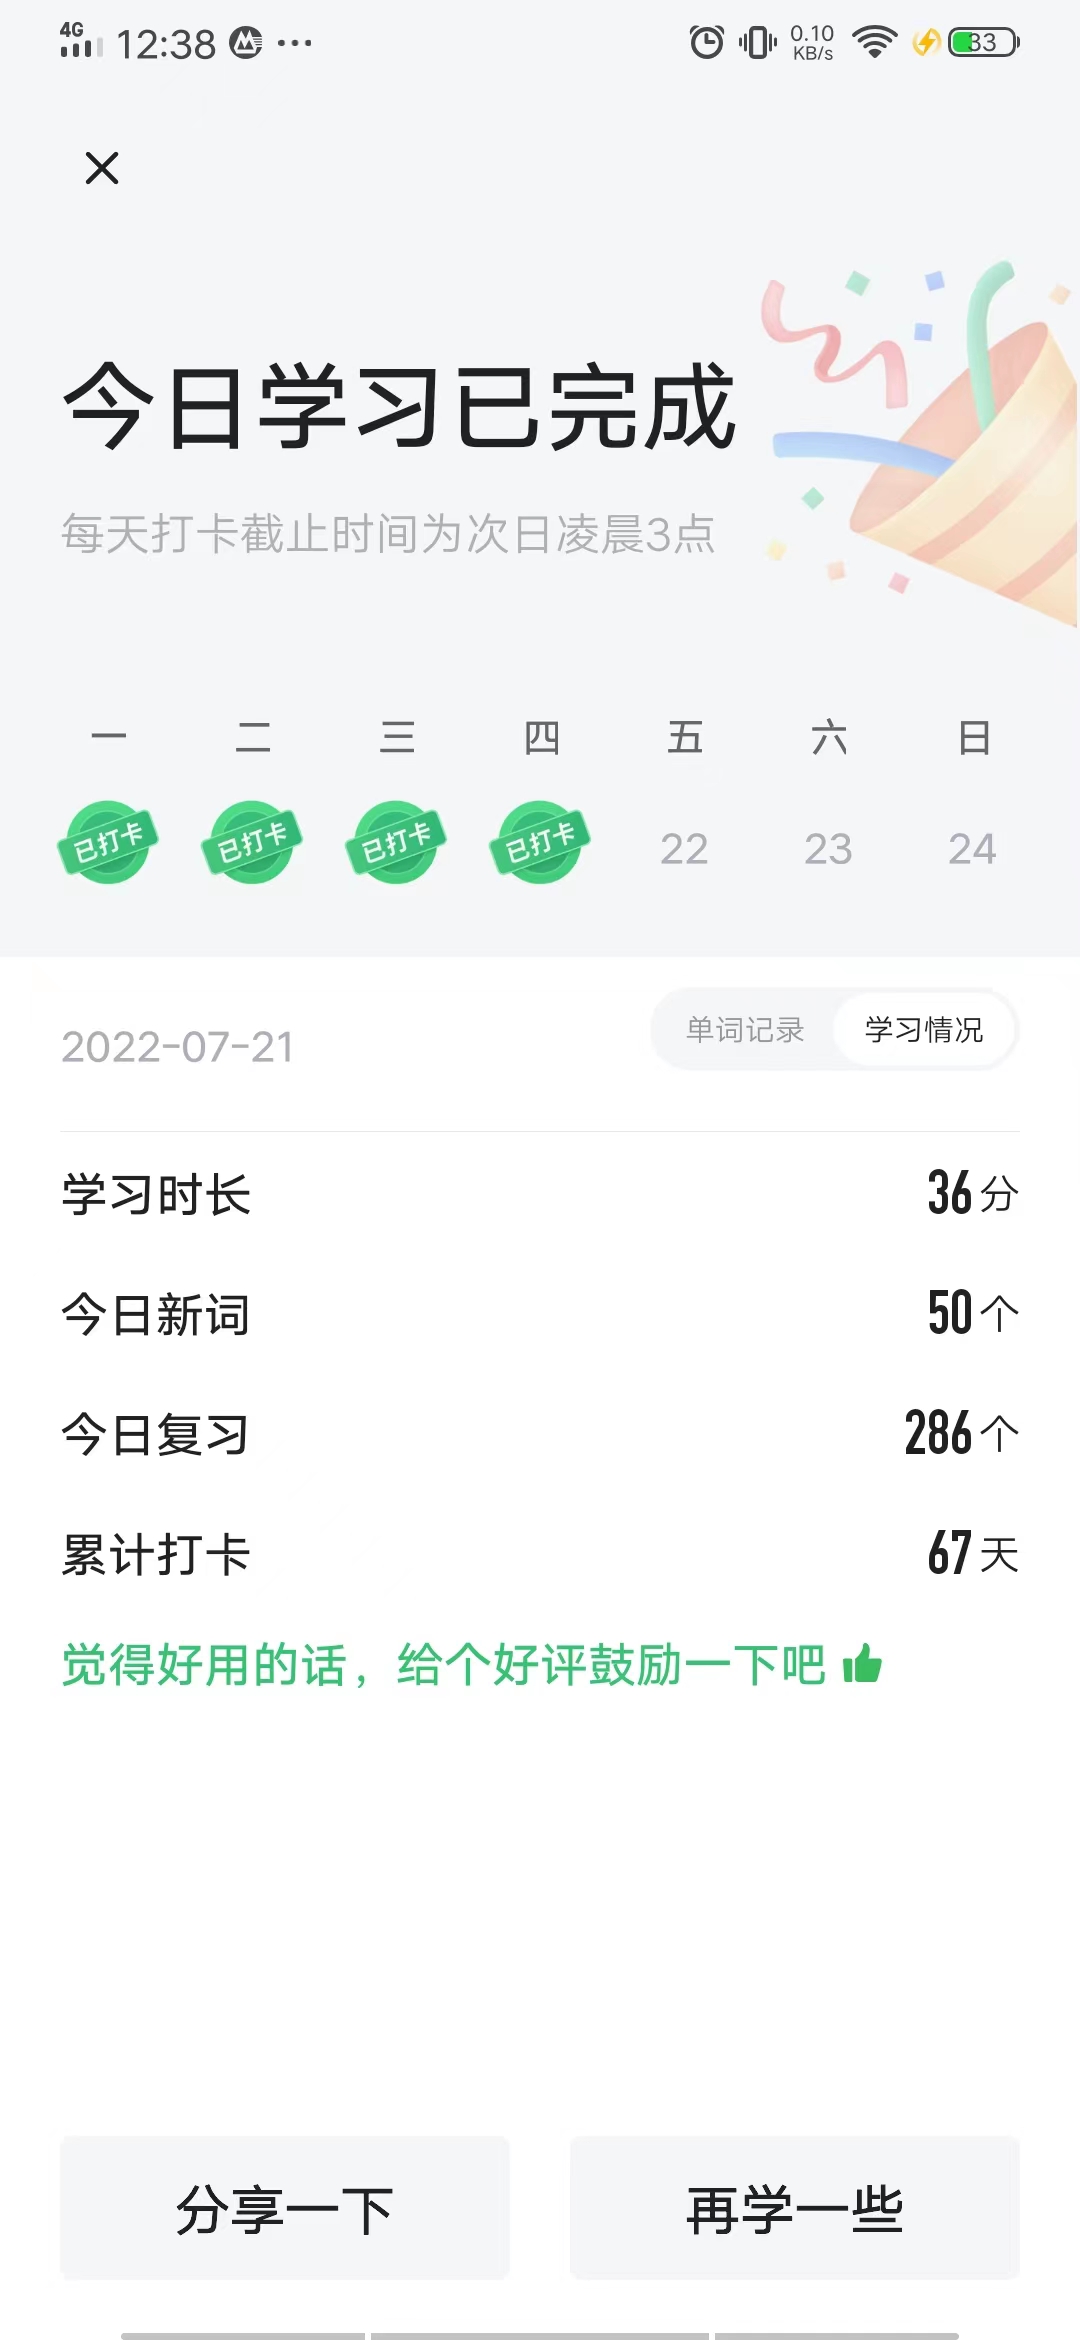 4G 12:38 ... 0.10 KB/s 33
今日学习已完成
每天打卡截止时间为次日凌晨3点
一 二 三 四 五 六 日
已打卡 已打卡 已打卡 已打卡 22 23 24
2022-07-21 单词记录 学习情况
学习时长 36分
今日新词 50个
今日复习 286个
累计打卡 67天
觉得好用的话，给个好评鼓励一下吧
分享一下 再学一些